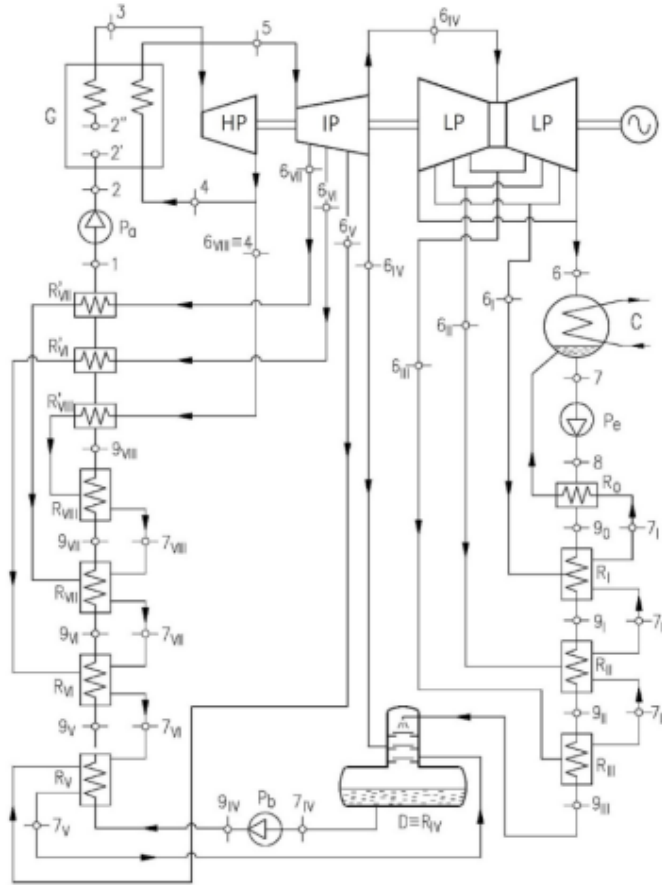 3
5
6IV
G
2"
2'
HP
IP
LP
LP
2
4
6VII
6VI
6V
Pa
6VIII≡4
6IV
1
6I
6
C
R'VII
6II
R'VI
6III
7
R'VIII
Pe
9VIII
8
R0
RVIII
90
7I
9VII
7VIII
RI
RVII
9I
7I
9VI
7VII
RII
RVI
9II
7I
9V
7VI
RIII
RV
9IV
Pb
7IV
D≡RIV
9III
7V